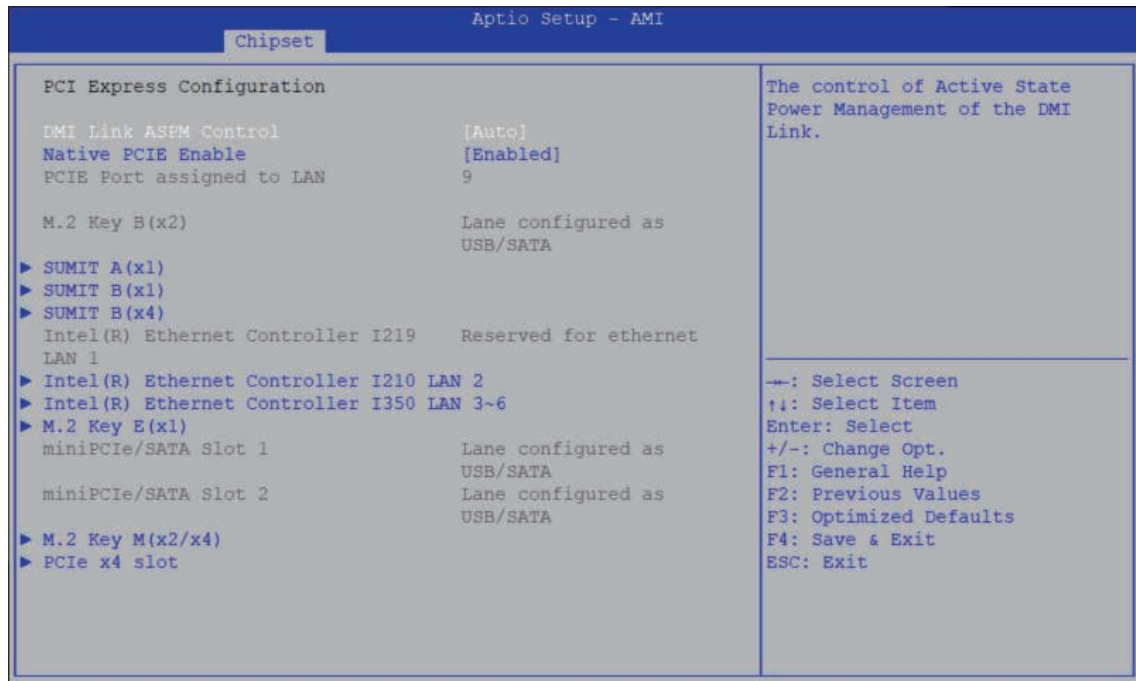 Aptio Setup - AMI
Chipset
PCI Express Configuration
DMI Link ASPM Control [Auto]
Native PCIE Enable [Enabled]
PCIE Port assigned to LAN 9
M.2 Key B(x2) Lane configured as
USB/SATA
► SUMIT A(x1)
► SUMIT B(x1)
► SUMIT B(x4)
Intel(R) Ethernet Controller I219 Reserved for ethernet
LAN 1
► Intel(R) Ethernet Controller I210 LAN 2
► Intel(R) Ethernet Controller I350 LAN 3~6
► M.2 Key E(x1)
miniPCIe/SATA Slot 1 Lane configured as
USB/SATA
miniPCIe/SATA Slot 2 Lane configured as
USB/SATA
► M.2 Key M(x2/x4)
► PCIe x4 slot
The control of Active State
Power Management of the DMI
Link.
→←: Select Screen
↑↓: Select Item
Enter: Select
+/-: Change Opt.
F1: General Help
F2: Previous Values
F3: Optimized Defaults
F4: Save & Exit
ESC: Exit